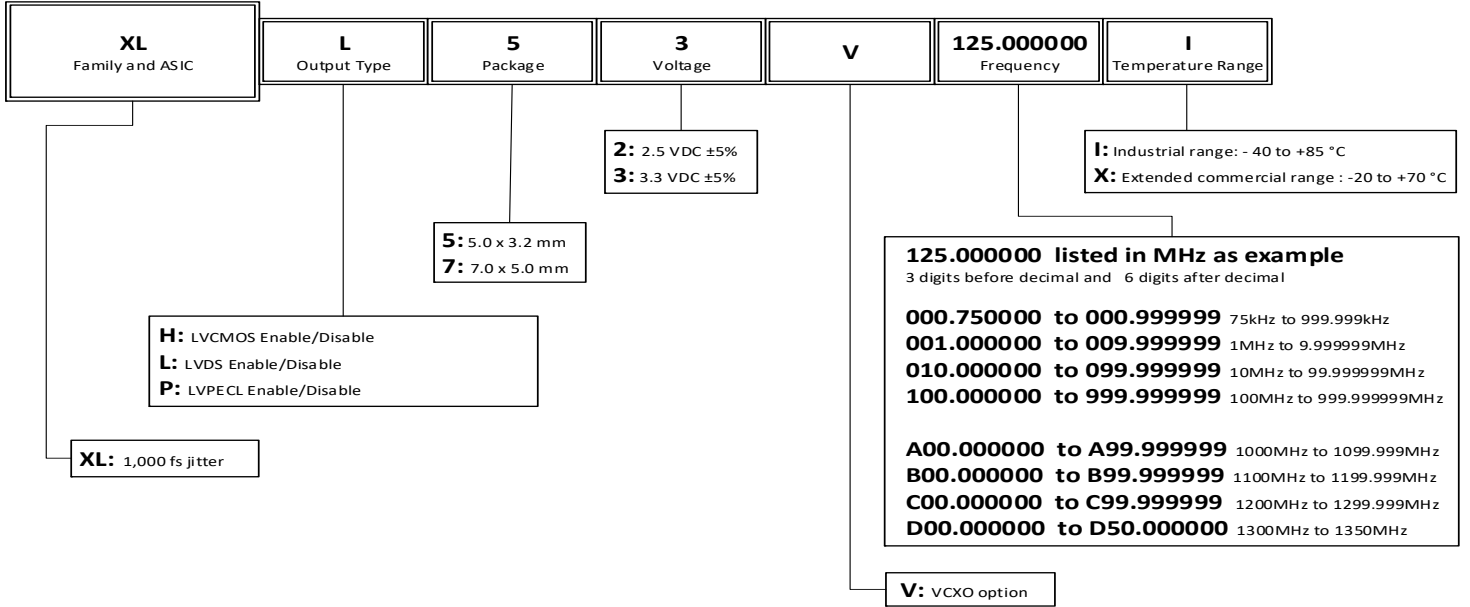 XL
Family and ASIC
L
Output Type
5
Package
3
Voltage
V
125.000000
Frequency
I
Temperature Range
2: 2.5 VDC ±5%
3: 3.3 VDC ±5%
I: Industrial range: - 40 to +85 °C
X: Extended commercial range : -20 to +70 °C
5: 5.0 x 3.2 mm
7: 7.0 x 5.0 mm
125.000000 listed in MHz as example
3 digits before decimal and 6 digits after decimal
000.750000 to 000.999999 75kHz to 999.999kHz
001.000000 to 009.999999 1MHz to 9.999999MHz
010.000000 to 099.999999 10MHz to 99.999999MHz
100.000000 to 999.999999 100MHz to 999.999999MHz
A00.000000 to A99.999999 1000MHz to 1099.999MHz
B00.000000 to B99.999999 1100MHz to 1199.999MHz
C00.000000 to C99.999999 1200MHz to 1299.999MHz
D00.000000 to D50.000000 1300MHz to 1350MHz
H: LVCMOS Enable/Disable
L: LVDS Enable/Disable
P: LVPECL Enable/Disable
XL: 1,000 fs jitter
V: VCXO option